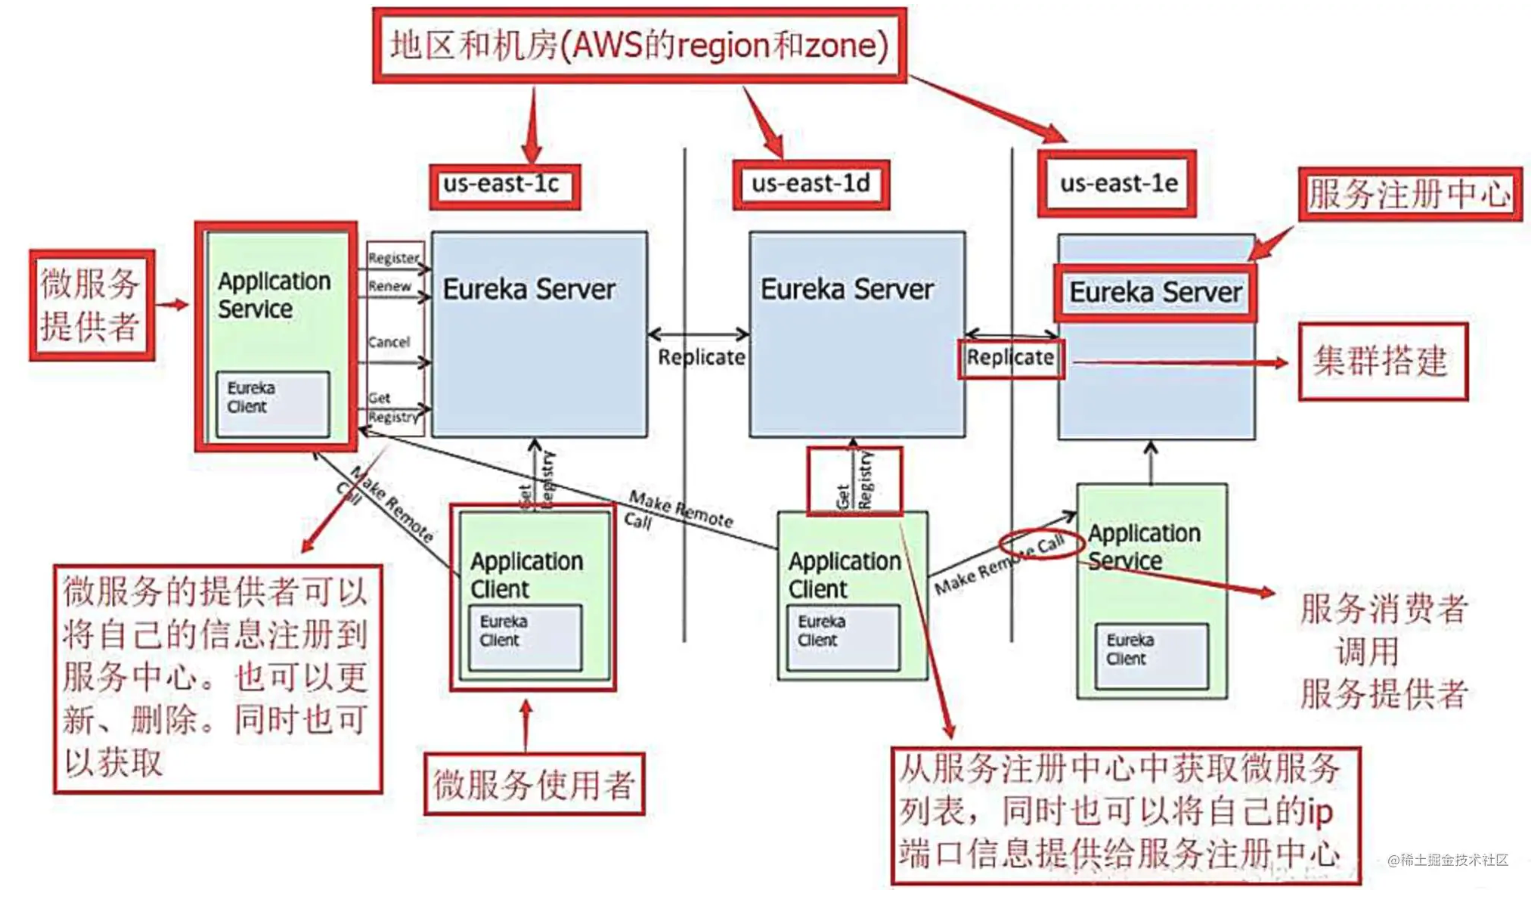 地区和机房(AWS的region和zone)
us-east-1c
us-east-1d
us-east-1e
服务注册中心
微服务
提供者
Application
Service
Eureka
Client
Register
Renew
Cancel
Get
Registry
Eureka Server
Replicate
Eureka Server
Replicate
Eureka Server
集群搭建
Make Remote
Call
Get
Registry
Make Remote
Call
Get
Registry
Make Remote Call
Application
Client
Eureka
Client
Application
Client
Eureka
Client
Application
Service
Eureka
Client
微服务的提供者可以
将自己的信息注册到
服务中心。也可以更
新、删除。同时也可
以获取
微服务使用者
服务消费者
调用
服务提供者
从服务注册中心中获取微服务
列表，同时也可以将自己的ip
端口信息提供给服务注册中心
@稀土掘金技术社区